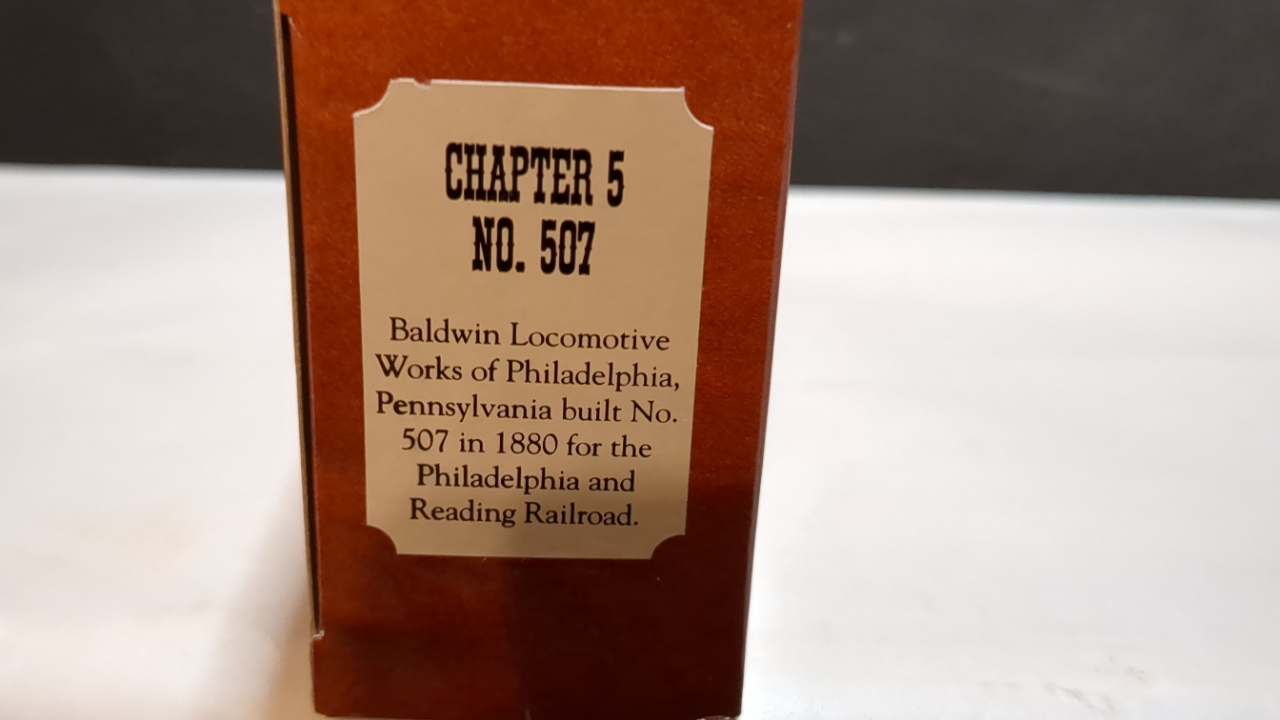 CHAPTER 5
NO. 507
Baldwin Locomotive
Works of Philadelphia,
Pennsylvania built No.
507 in 1880 for the
Philadelphia and
Reading Railroad.